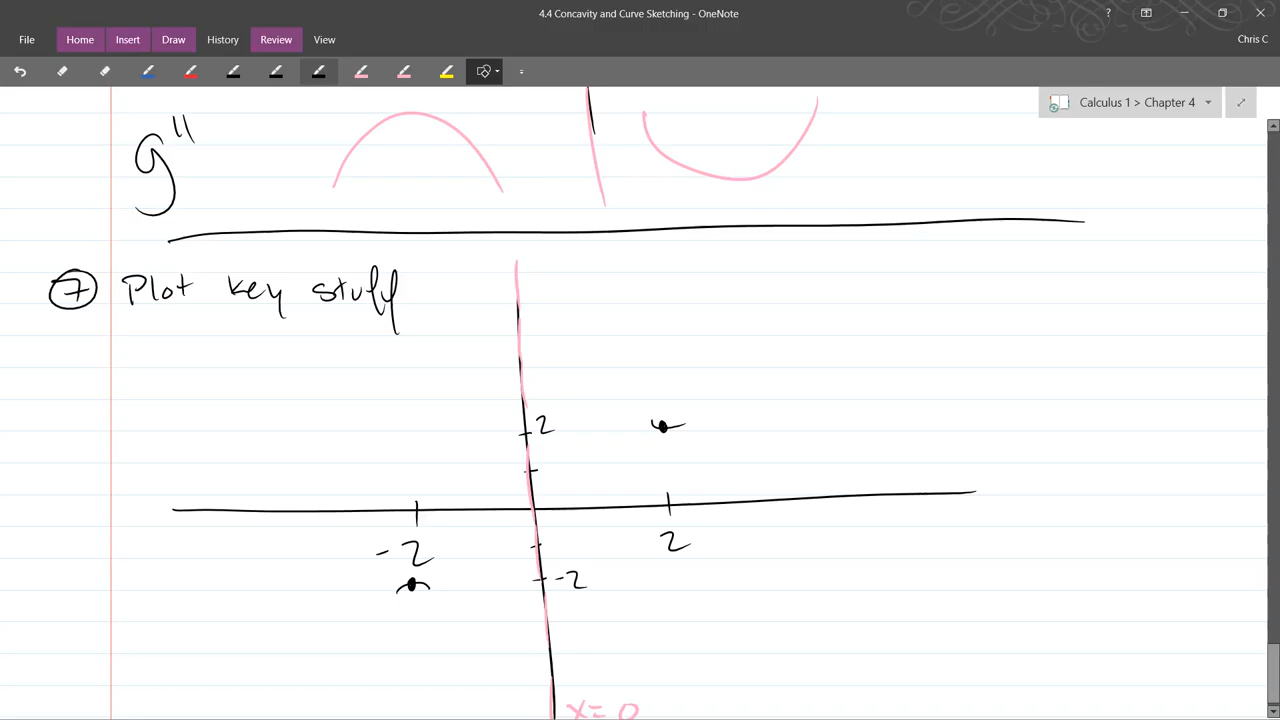 4.4 Concavity and Curve Sketching - OneNote
File Home Insert Draw History Review View
Chris C
Calculus 1 > Chapter 4
g"
7 Plot key stuff
2
-2
2
-2
x = 0